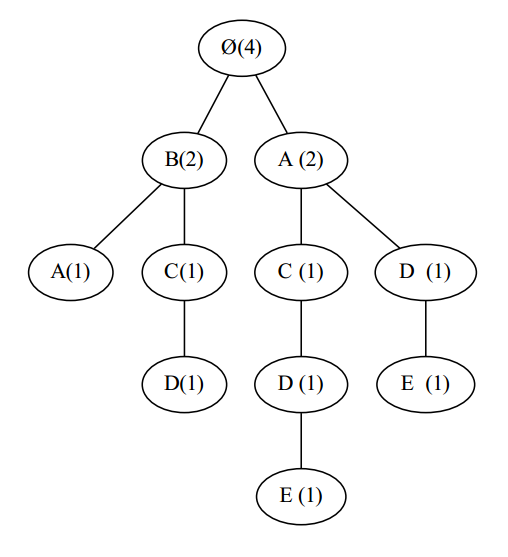 Ø(4)
B(2) A (2)
A(1) C(1) C (1) D (1)
D(1) D (1) E (1)
E (1)